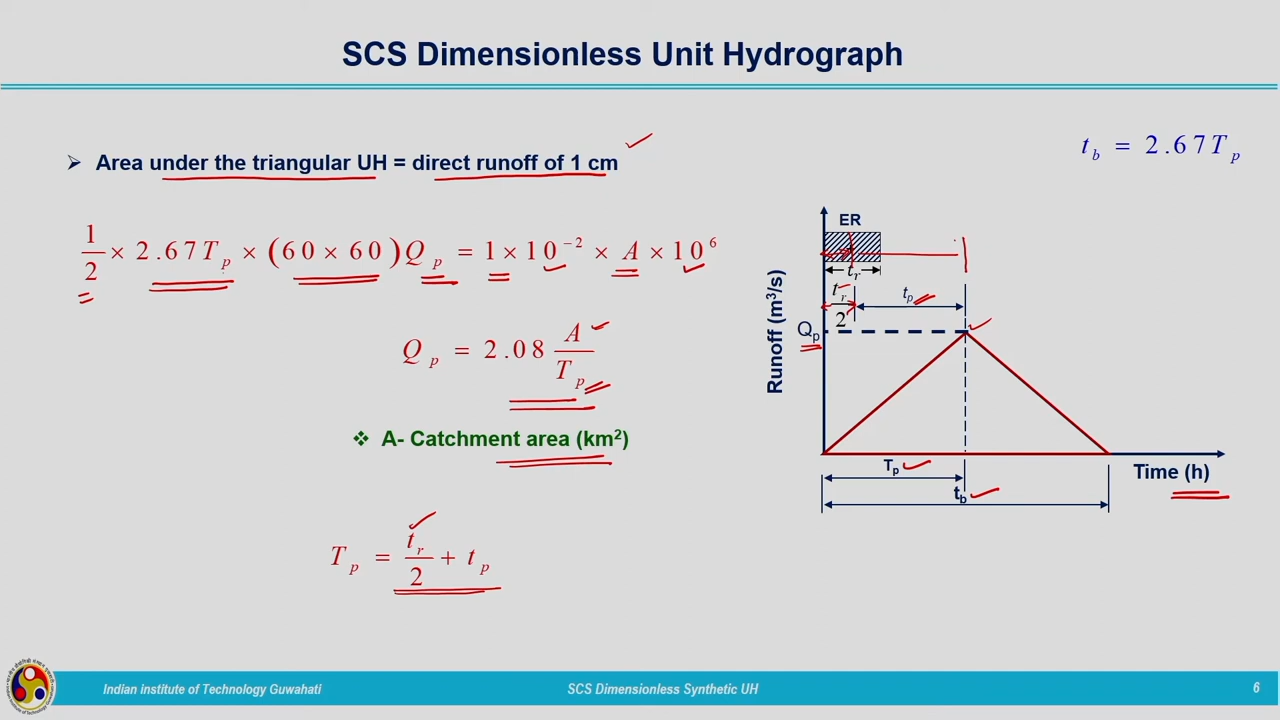 SCS Dimensionless Unit Hydrograph
➢ Area under the triangular UH = direct runoff of 1 cm
t_b = 2.67T_p
1/2 × 2.67T_p × (60 × 60)Q_p = 1 × 10^-2 × A × 10^6
Q_p = 2.08 A/T_p
❖ A- Catchment area (km²)
T_p = t_r/2 + t_p
ER
t_r
t_r/2
t_p
Q_p
Runoff (m³/s)
T_p
Time (h)
t_b
Indian institute of Technology Guwahati
SCS Dimensionless Synthetic UH
6